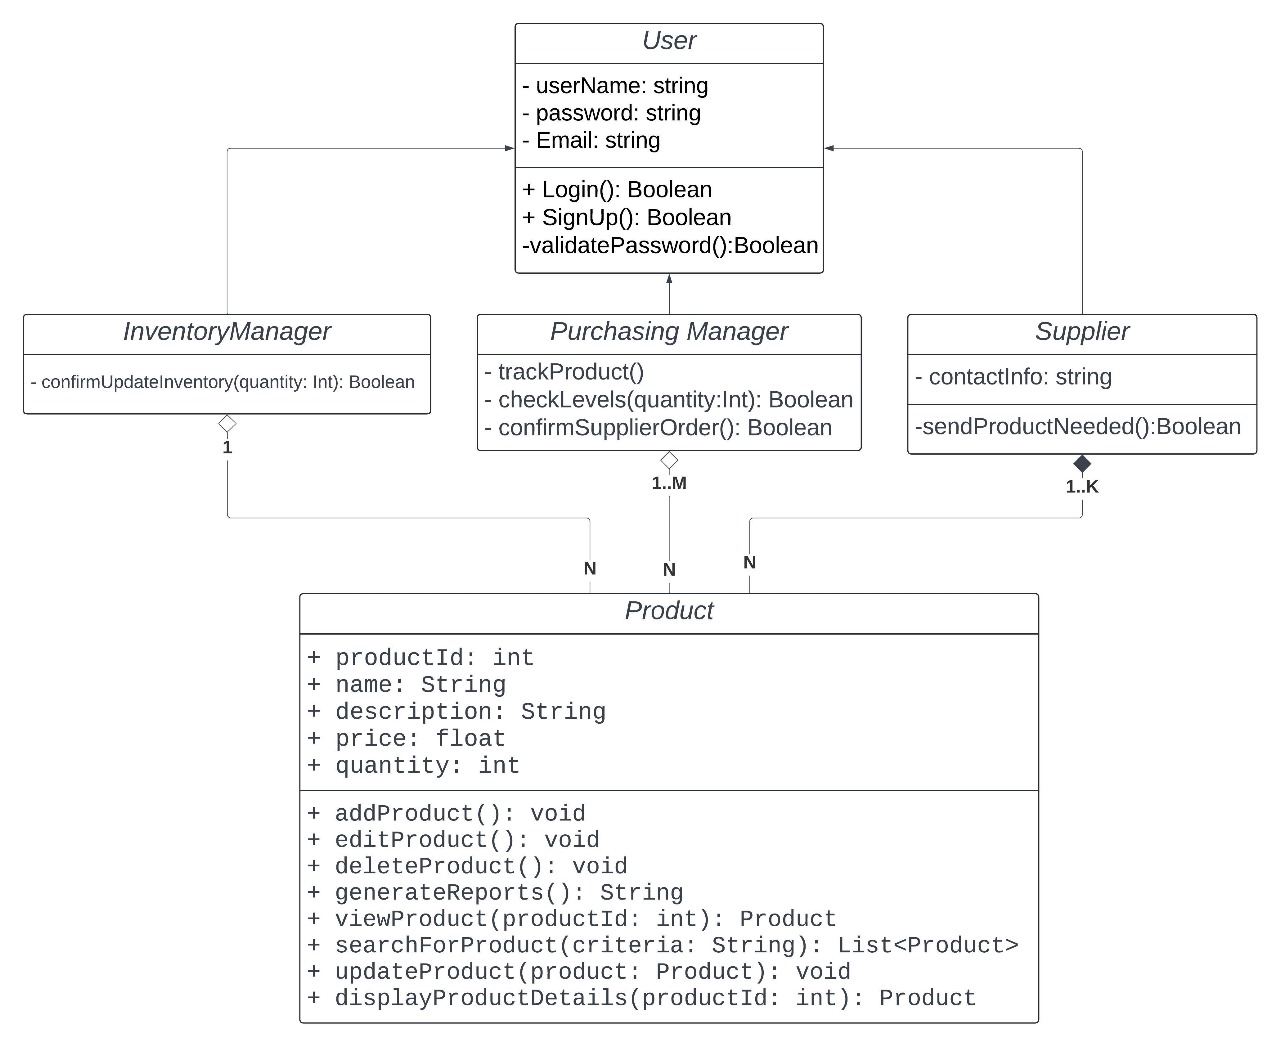 User
- userName: string
- password: string
- Email: string
+ Login(): Boolean
+ SignUp(): Boolean
-validatePassword():Boolean
InventoryManager
- confirmUpdateInventory(quantity: Int): Boolean
Purchasing Manager
- trackProduct()
- checkLevels(quantity:Int): Boolean
- confirmSupplierOrder(): Boolean
Supplier
- contactInfo: string
-sendProductNeeded():Boolean
1
1..M
1..K
N
N
N
Product
+ productId: int
+ name: String
+ description: String
+ price: float
+ quantity: int
+ addProduct(): void
+ editProduct(): void
+ deleteProduct(): void
+ generateReports(): String
+ viewProduct(productId: int): Product
+ searchForProduct(criteria: String): List<Product>
+ updateProduct(product: Product): void
+ displayProductDetails(productId: int): Product